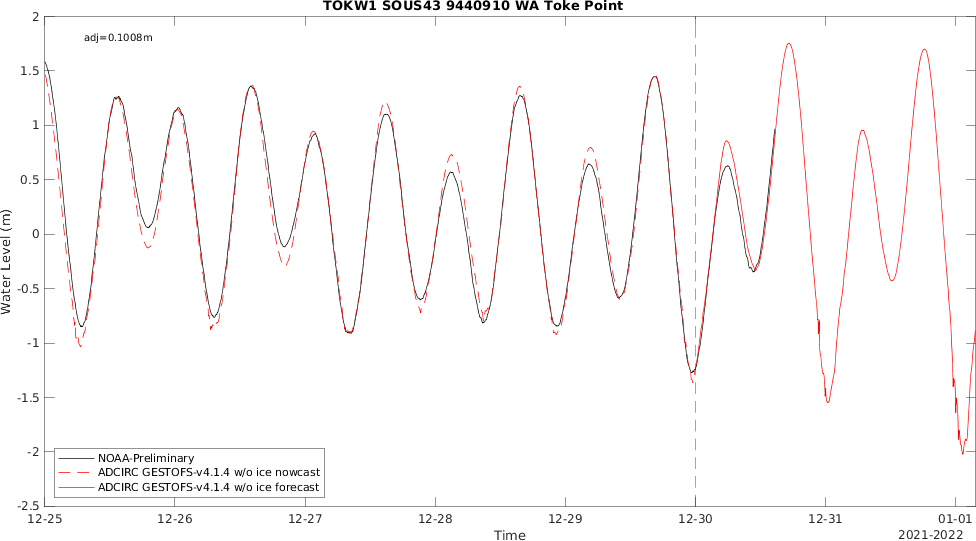 TOKW1 SOUS43 9440910 WA Toke Point
adj=0.1008m
2
1.5
1
0.5
0
-0.5
-1
-1.5
-2
-2.5
Water Level (m)
NOAA-Preliminary
ADCIRC GESTOFS-v4.1.4 w/o ice nowcast
ADCIRC GESTOFS-v4.1.4 w/o ice forecast
12-25 12-26 12-27 12-28 12-29 12-30 12-31 01-01
Time
2021-2022